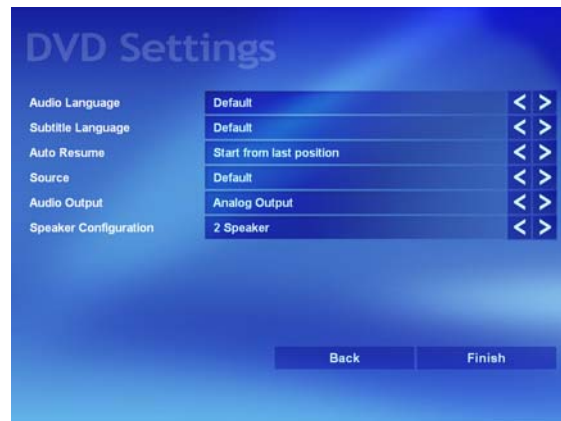 DVD Settings
Audio Language Default < >
Subtitle Language Default < >
Auto Resume Start from last position < >
Source Default < >
Audio Output Analog Output < >
Speaker Configuration 2 Speaker < >
Back Finish